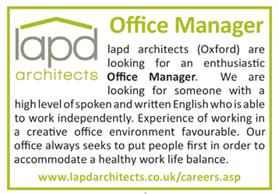 Office Manager
lapd
architects
lapd architects (Oxford) are
looking for an enthusiastic
Office Manager. We are
looking for someone with a
high level of spoken and written English who is able
to work independently. Experience of working in
a creative office environment favourable. Our
office always seeks to put people first in order to
accommodate a healthy work life balance.
www.lapdarchitects.co.uk/careers.asp